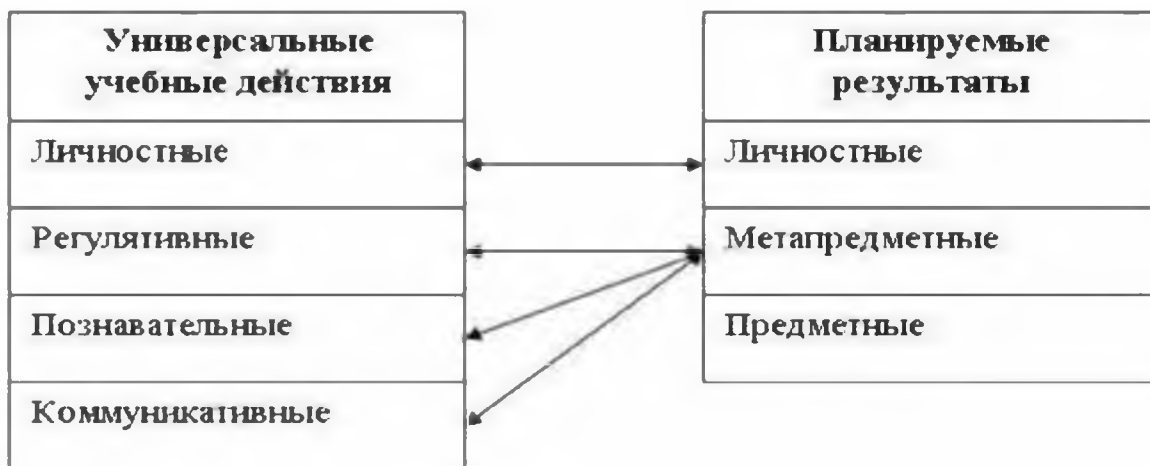 Универсальные
учебные действия
Личностные
Регулятивные
Познавательные
Коммуникативные
Планируемые
результаты
Личностные
Метапредметные
Предметные